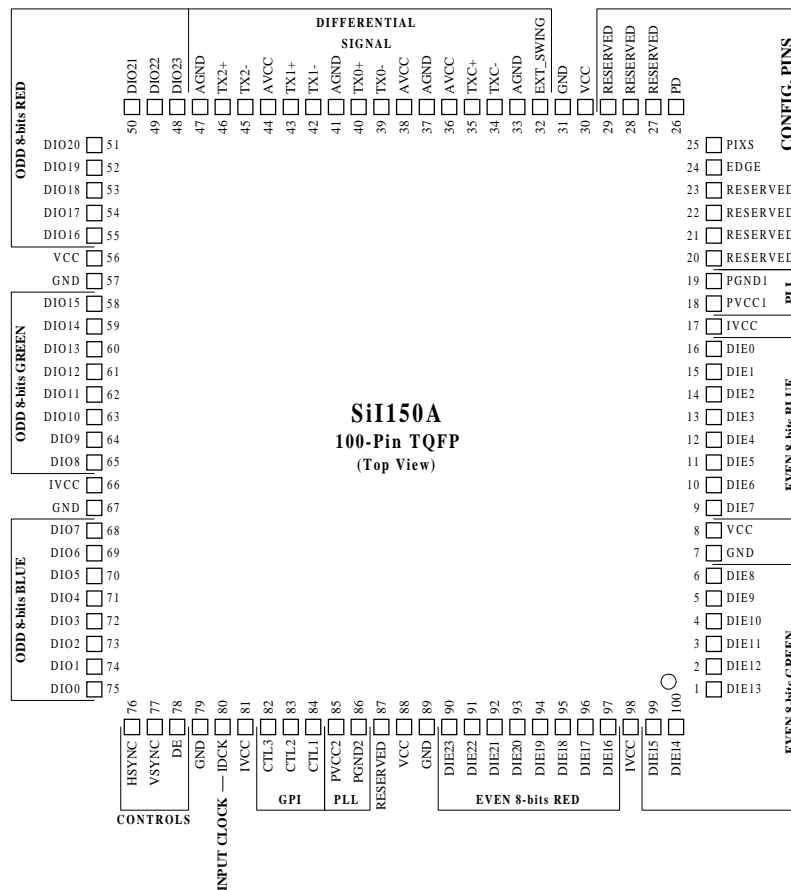 DIFFERENTIAL
SIGNAL
ODD 8-bits RED
CONFIG. PINS
50 DIO21
49 DIO22
48 DIO23
47 AGND
46 TX2+
45 TX2-
44 AVCC
43 TX1+
42 TX1-
41 AGND
40 TX0+
39 TX0-
38 AVCC
37 AGND
36 AVCC
35 TXC+
34 TXC-
33 AGND
32 EXT_SWING
31 GND
30 VCC
29 RESERVED
28 RESERVED
27 RESERVED
26 PD
DIO20 51
DIO19 52
DIO18 53
DIO17 54
DIO16 55
VCC 56
GND 57
ODD 8-bits GREEN
DIO15 58
DIO14 59
DIO13 60
DIO12 61
DIO11 62
DIO10 63
DIO9 64
DIO8 65
IVCC 66
GND 67
ODD 8-bits BLUE
DIO7 68
DIO6 69
DIO5 70
DIO4 71
DIO3 72
DIO2 73
DIO1 74
DIO0 75
SiI150A
100-Pin TQFP
(Top View)
25 PIXS
24 EDGE
23 RESERVED
22 RESERVED
21 RESERVED
20 RESERVED
19 PGND1
18 PVCC1
PLL
17 IVCC
16 DIE0
15 DIE1
14 DIE2
13 DIE3
12 DIE4
11 DIE5
10 DIE6
9 DIE7
EVEN 8-bits BLUE
8 VCC
7 GND
6 DIE8
5 DIE9
4 DIE10
3 DIE11
2 DIE12
1 DIE13
EVEN 8-bits GREEN
76 HSYNC
77 VSYNC
78 DE
79 GND
80 INPUT CLOCK — IDCK
81 IVCC
82 CTL3
83 CTL2
84 CTL1
85 PVCC2
86 PGND2
87 RESERVED
88 VCC
89 GND
90 DIE23
91 DIE22
92 DIE21
93 DIE20
94 DIE19
95 DIE18
96 DIE17
97 DIE16
98 IVCC
99 DIE15
100 DIE14
CONTROLS
GPI
PLL
EVEN 8-bits RED